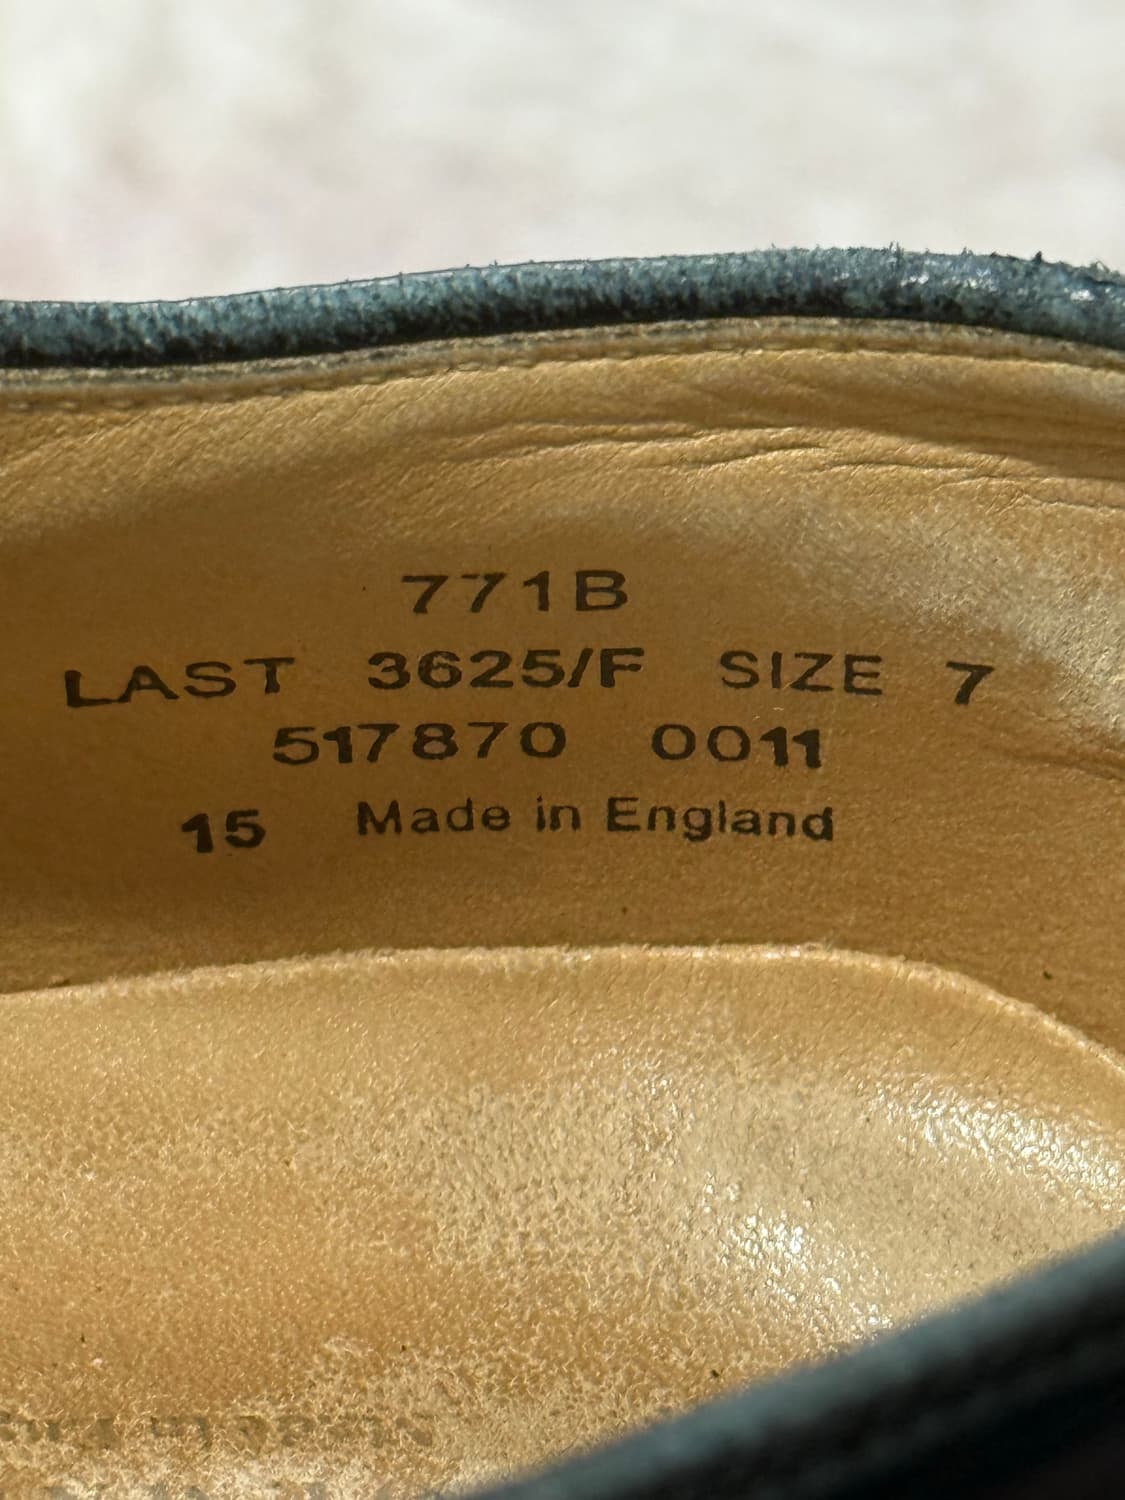 771B
LAST 3625/F SIZE 7
517870 0011
15 Made in England